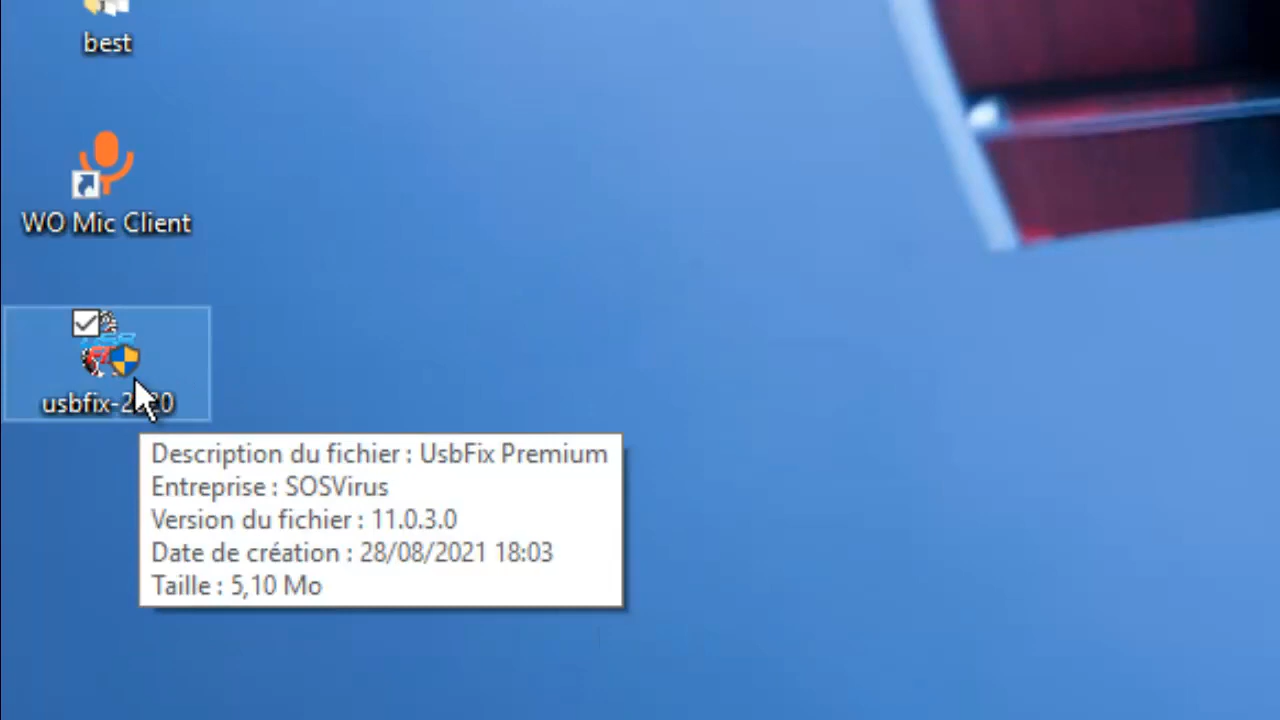 best
WO Mic Client
usbfix-2020
Description du fichier : UsbFix Premium
Entreprise : SOSVirus
Version du fichier : 11.0.3.0
Date de création : 28/08/2021 18:03
Taille : 5,10 Mo